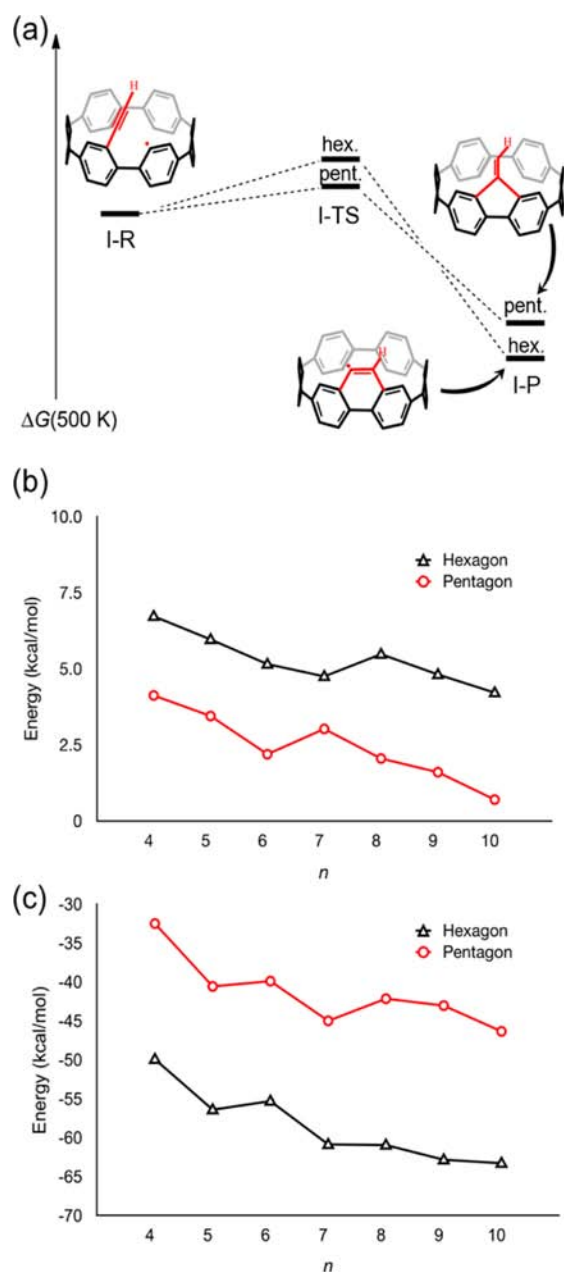 (a)
H
hex.
pent.
I-R
I-TS
H
pent.
hex.
I-P
H
ΔG(500 K)
(b)
10.0
7.5
5.0
2.5
0
Energy (kcal/mol)
Hexagon
Pentagon
4 5 6 7 8 9 10
n
(c)
-30
-35
-40
-45
-50
-55
-60
-65
-70
Energy (kcal/mol)
Hexagon
Pentagon
4 5 6 7 8 9 10
n